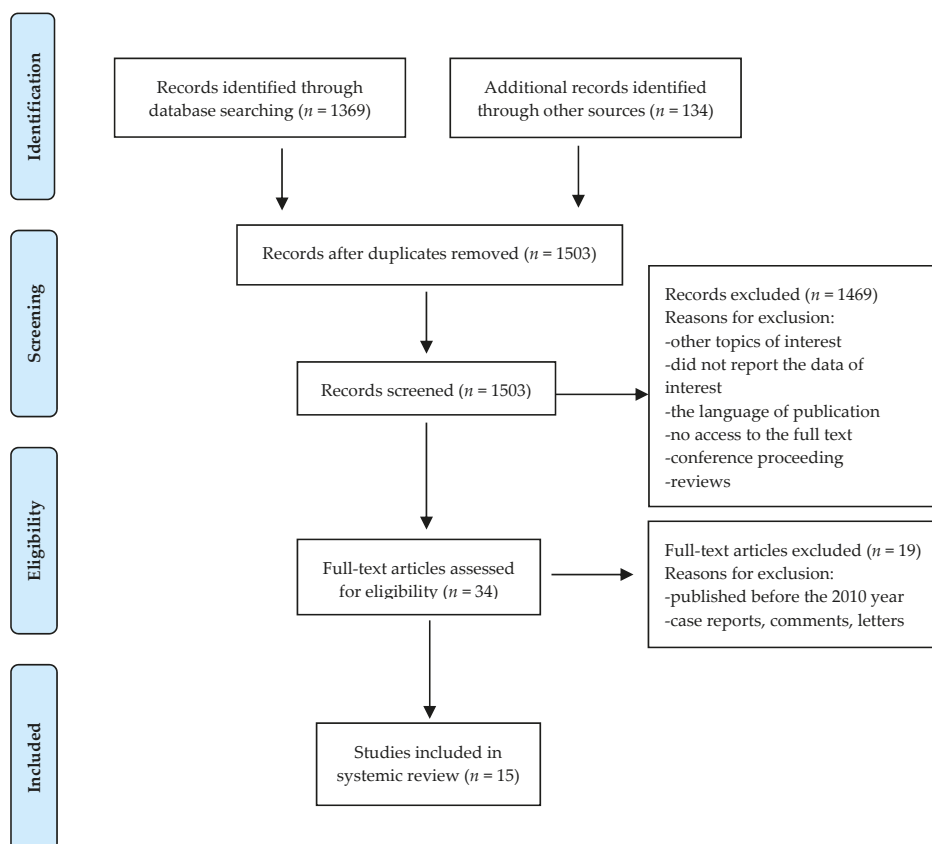 Identification
Records identified through
database searching (n = 1369)
Additional records identified
through other sources (n = 134)
Screening
Records after duplicates removed (n = 1503)
Records screened (n = 1503)
Records excluded (n = 1469)
Reasons for exclusion:
-other topics of interest
-did not report the data of
interest
-the language of publication
-no access to the full text
-conference proceeding
-reviews
Eligibility
Full-text articles assessed
for eligibility (n = 34)
Full-text articles excluded (n = 19)
Reasons for exclusion:
-published before the 2010 year
-case reports, comments, letters
Included
Studies included in
systemic review (n = 15)